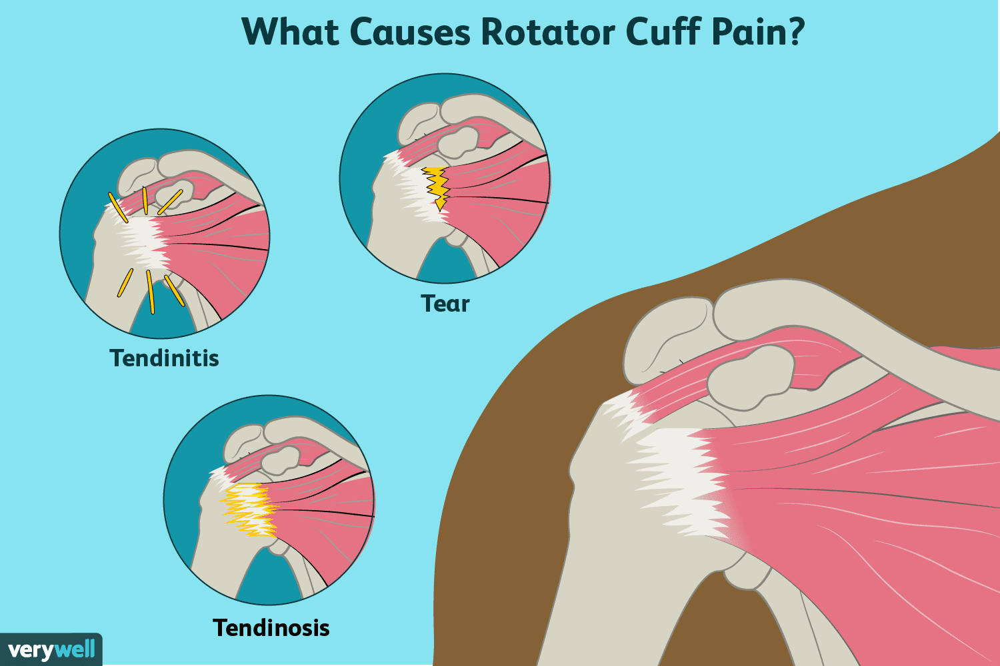 What Causes Rotator Cuff Pain?
Tear
Tendinitis
Tendinosis
verywell